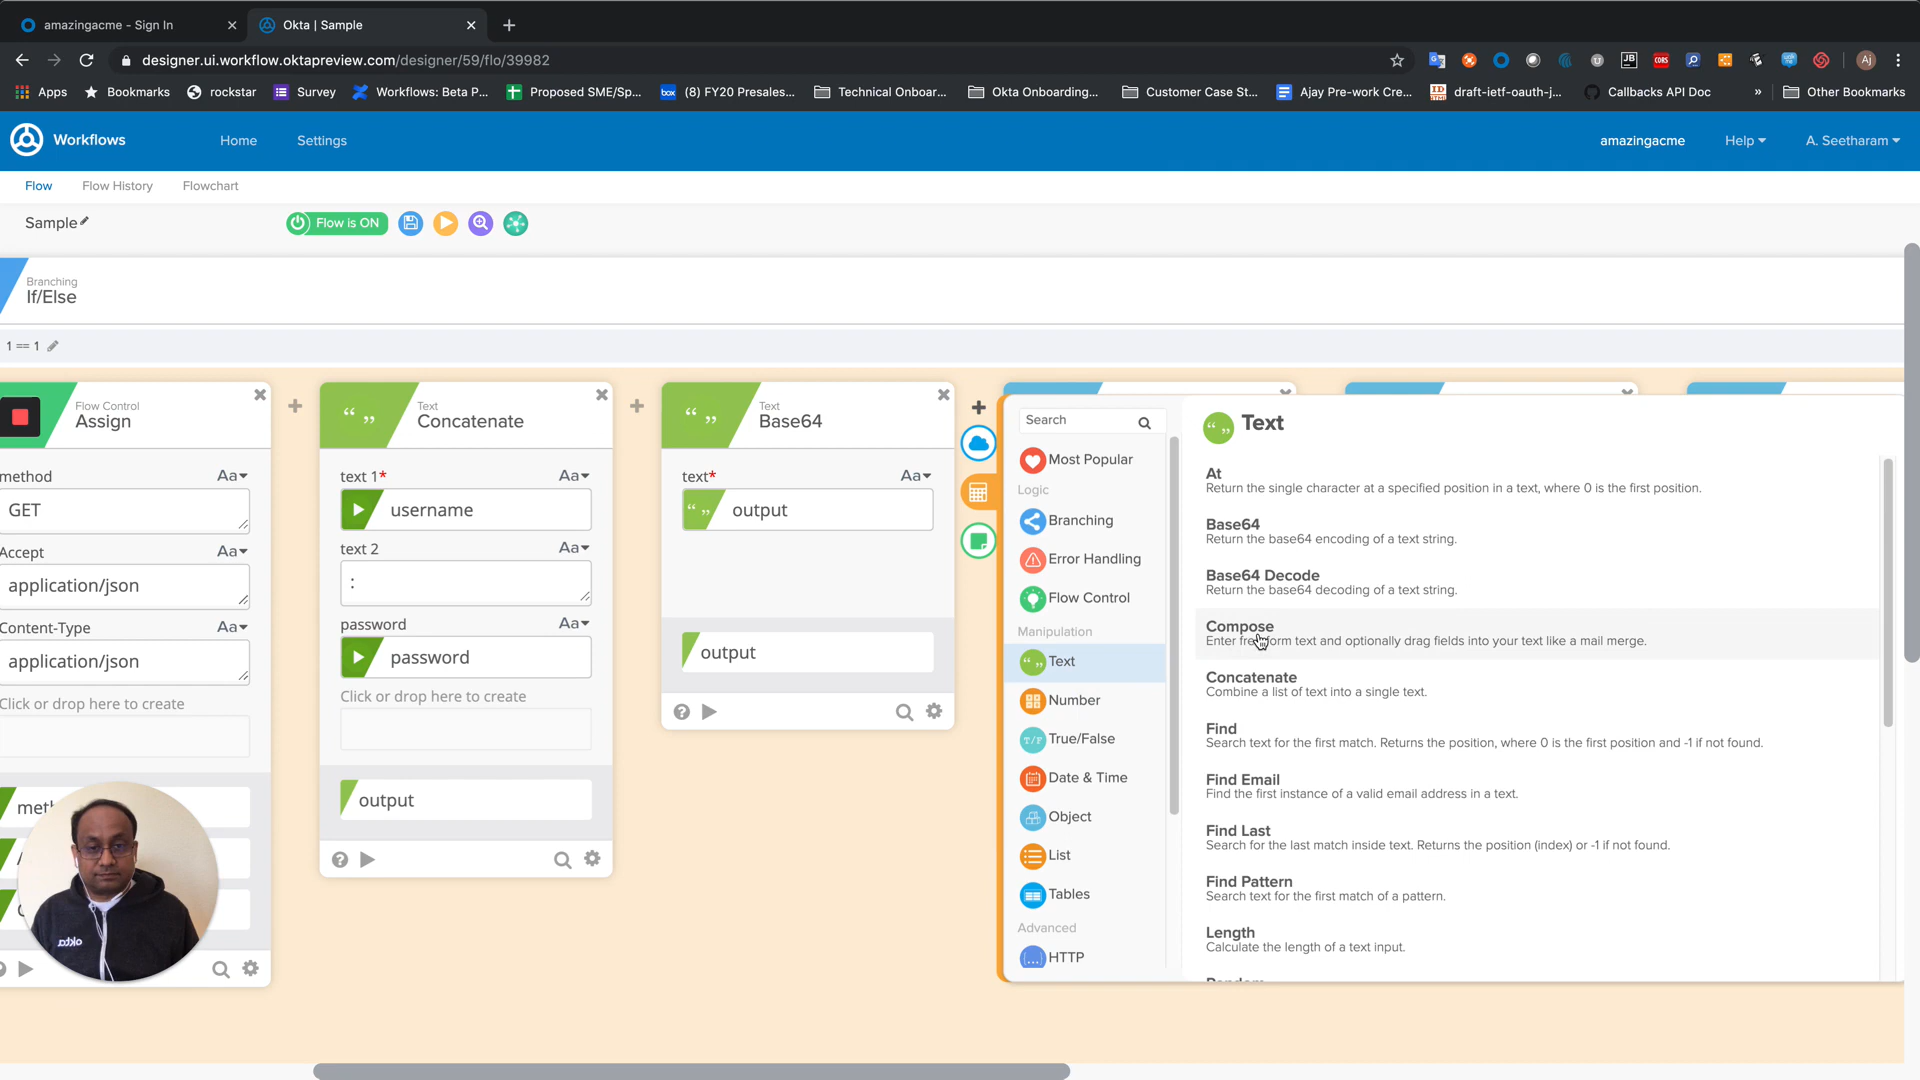 amazingacme - Sign In
Okta | Sample
designer.ui.workflow.oktapreview.com/designer/59/flo/39982
JB
CORS
Aj
Apps
Bookmarks
rockstar
Survey
Workflows: Beta P...
Proposed SME/Sp...
box
(8) FY20 Presales...
Technical Onboar...
Okta Onboarding...
Customer Case St...
Ajay Pre-work Cre...
draft-ietf-oauth-j...
Callbacks API Doc
»
Other Bookmarks
Workflows
Home
Settings
amazingacme
Help
A. Seetharam
Flow
Flow History
Flowchart
Sample
Flow is ON
Branching
If/Else
1 == 1
Flow Control
Assign
method
Aa
GET
Accept
Aa
application/json
Content-Type
Aa
application/json
Click or drop here to create
okta
Text
Concatenate
text 1*
Aa
username
text 2
Aa
:
password
Aa
password
Click or drop here to create
output
Text
Base64
text*
Aa
output
output
Search
Most Popular
Logic
Branching
Error Handling
Flow Control
Manipulation
Text
Number
T/F
True/False
Date & Time
Object
List
Tables
Advanced
HTTP
Text
At
Return the single character at a specified position in a text, where 0 is the first position.
Base64
Return the base64 encoding of a text string.
Base64 Decode
Return the base64 decoding of a text string.
Compose
Enter freeform text and optionally drag fields into your text like a mail merge.
Concatenate
Combine a list of text into a single text.
Find
Search text for the first match. Returns the position, where 0 is the first position and -1 if not found.
Find Email
Find the first instance of a valid email address in a text.
Find Last
Search for the last match inside text. Returns the position (index) or -1 if not found.
Find Pattern
Search text for the first match of a pattern.
Length
Calculate the length of a text input.